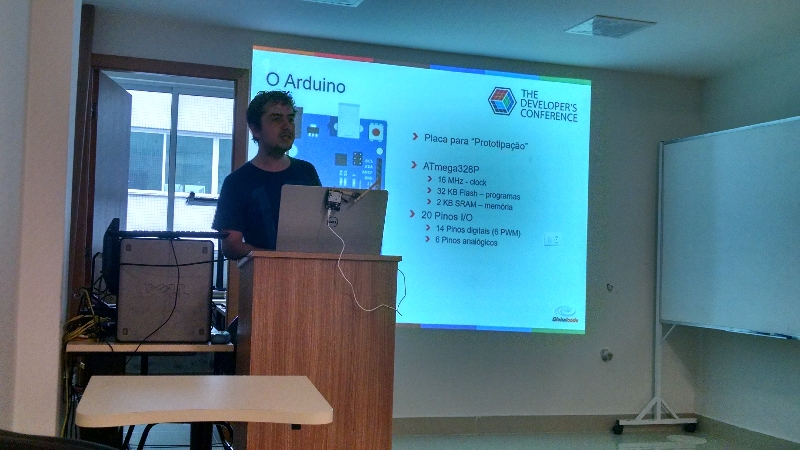 O Arduino
THE
DEVELOPER'S
CONFERENCE
Placa para "Prototipação"
ATmega328P
16 MHz - clock
32 KB Flash – programas
2 KB SRAM – memória
20 Pinos I/O
14 Pinos digitais (6 PWM)
6 Pinos analógicos
Globalcode